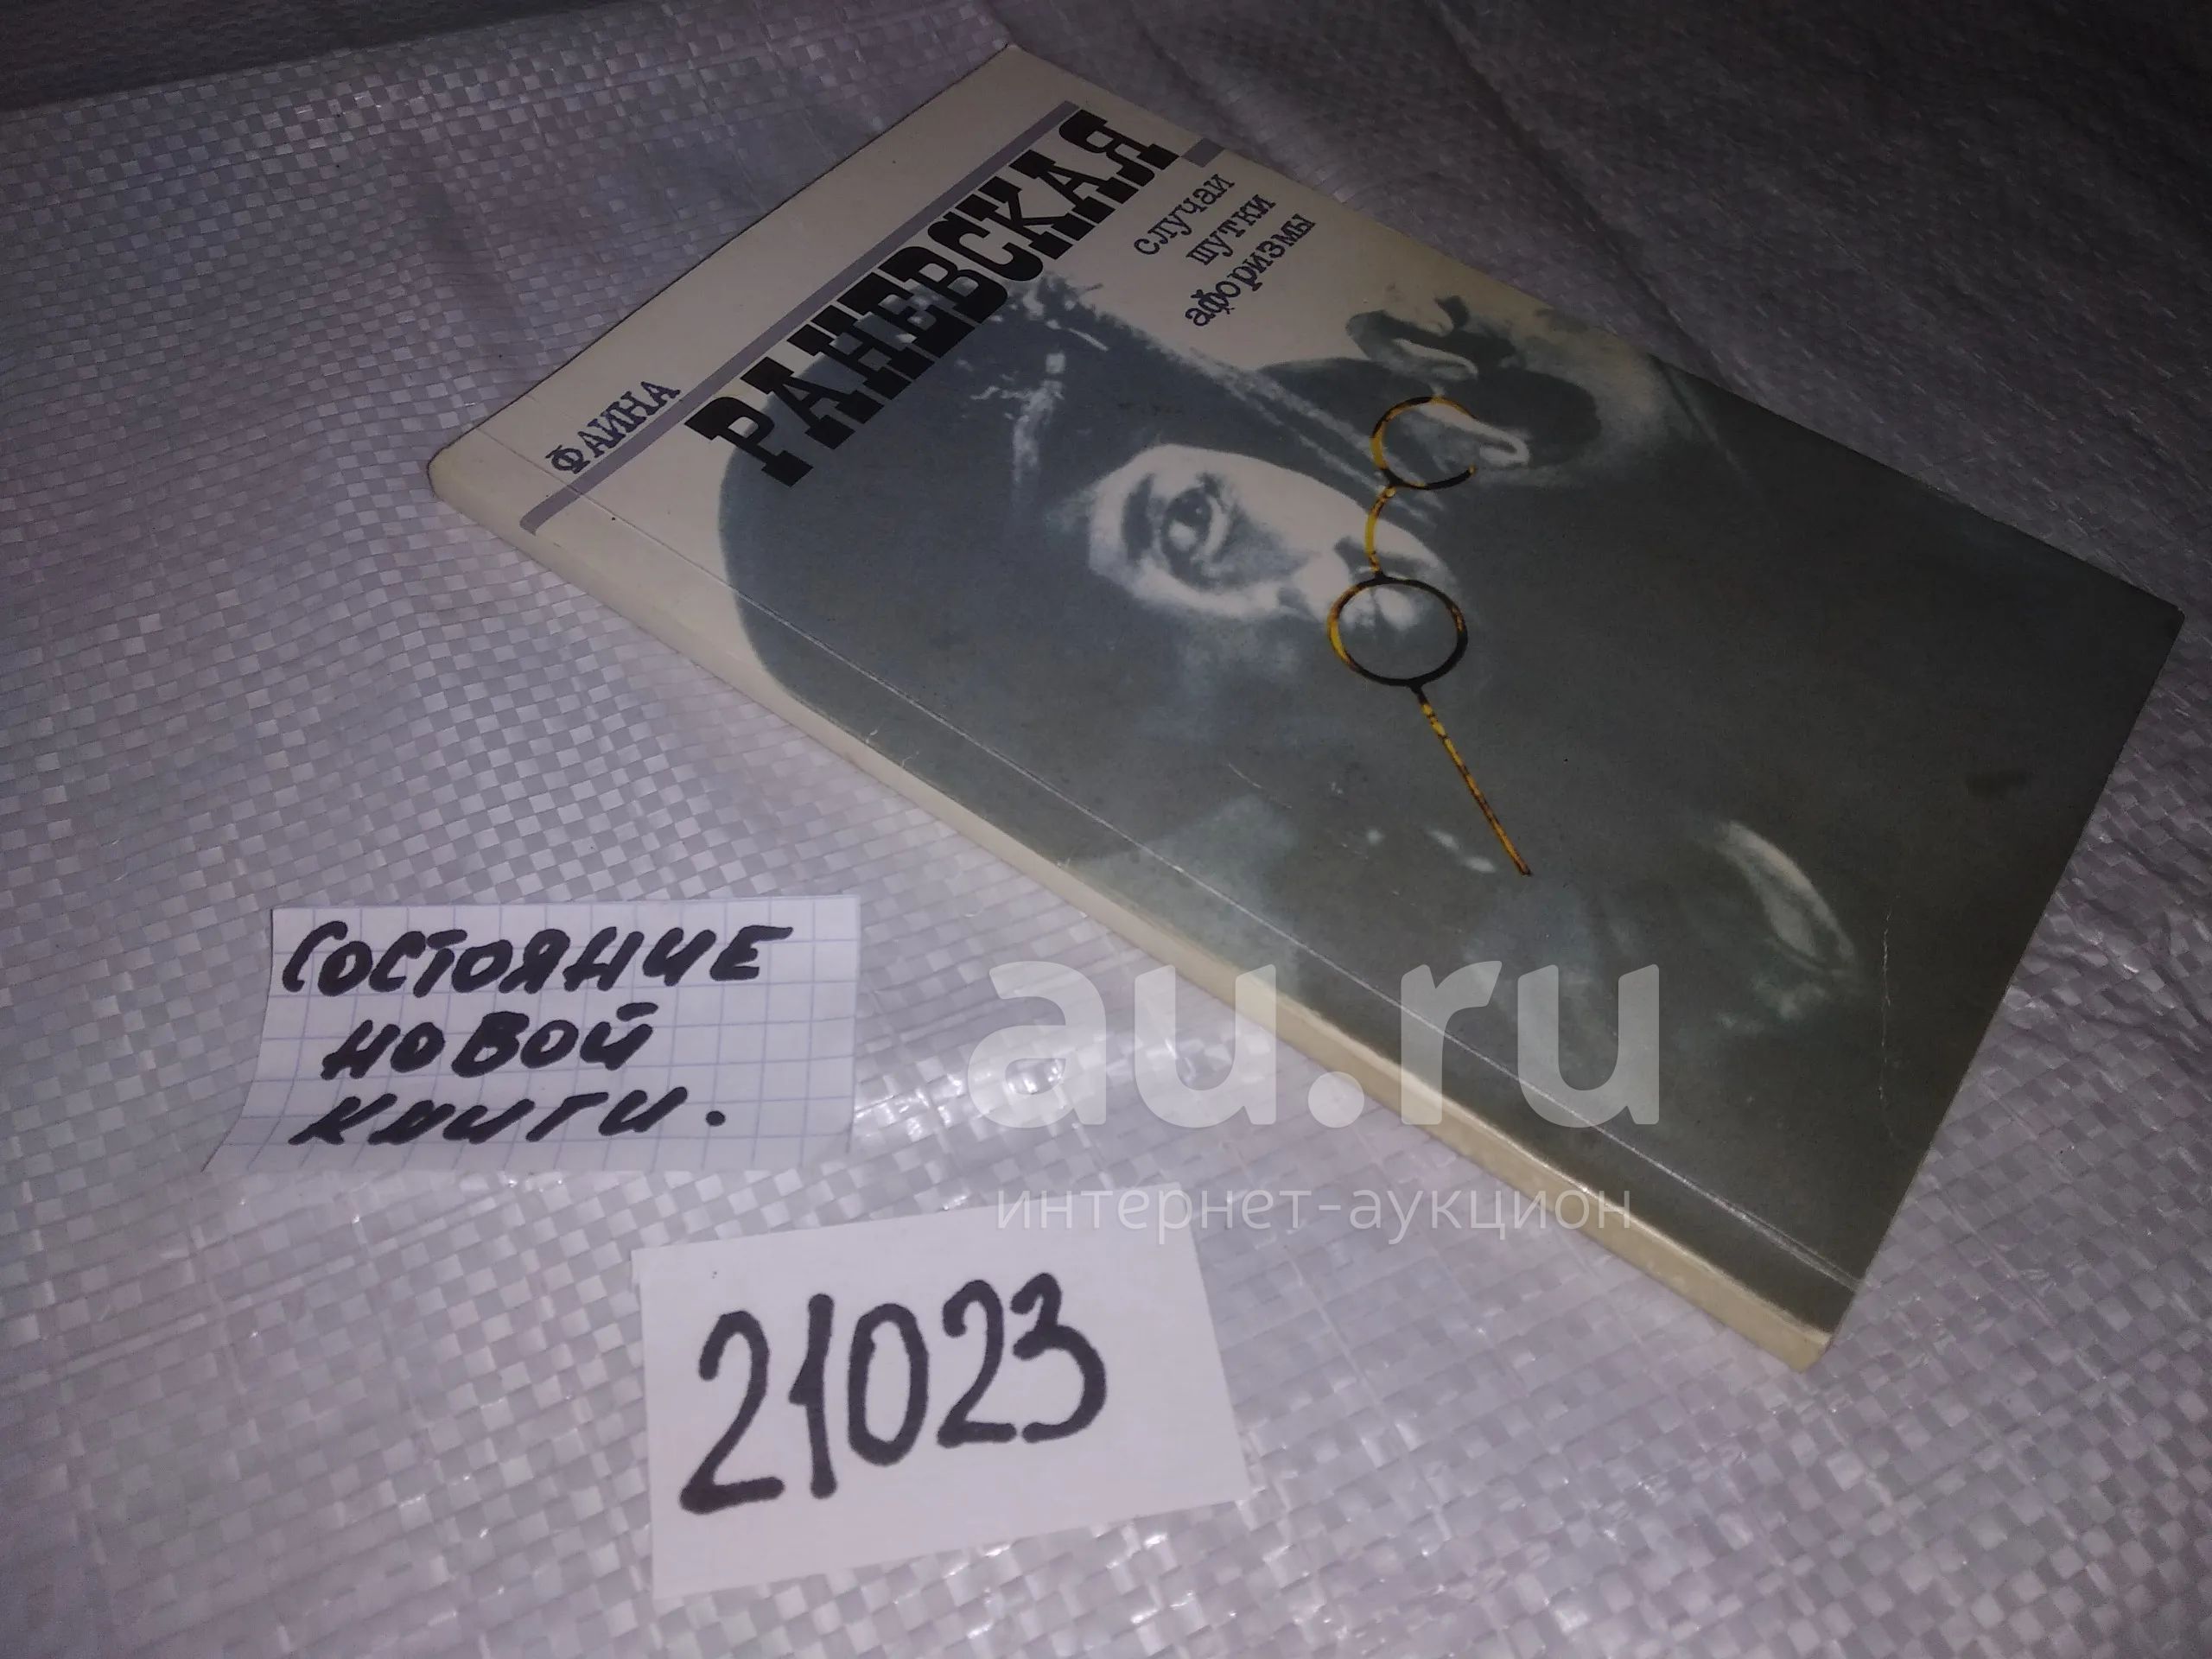 ФАИНА
РАНЕВСКАЯ
случаи
шутки
афоризмы
СОСТОЯНИЕ
НОВОЙ
КНИГИ.
au.ru
интернет-аукцион
21023